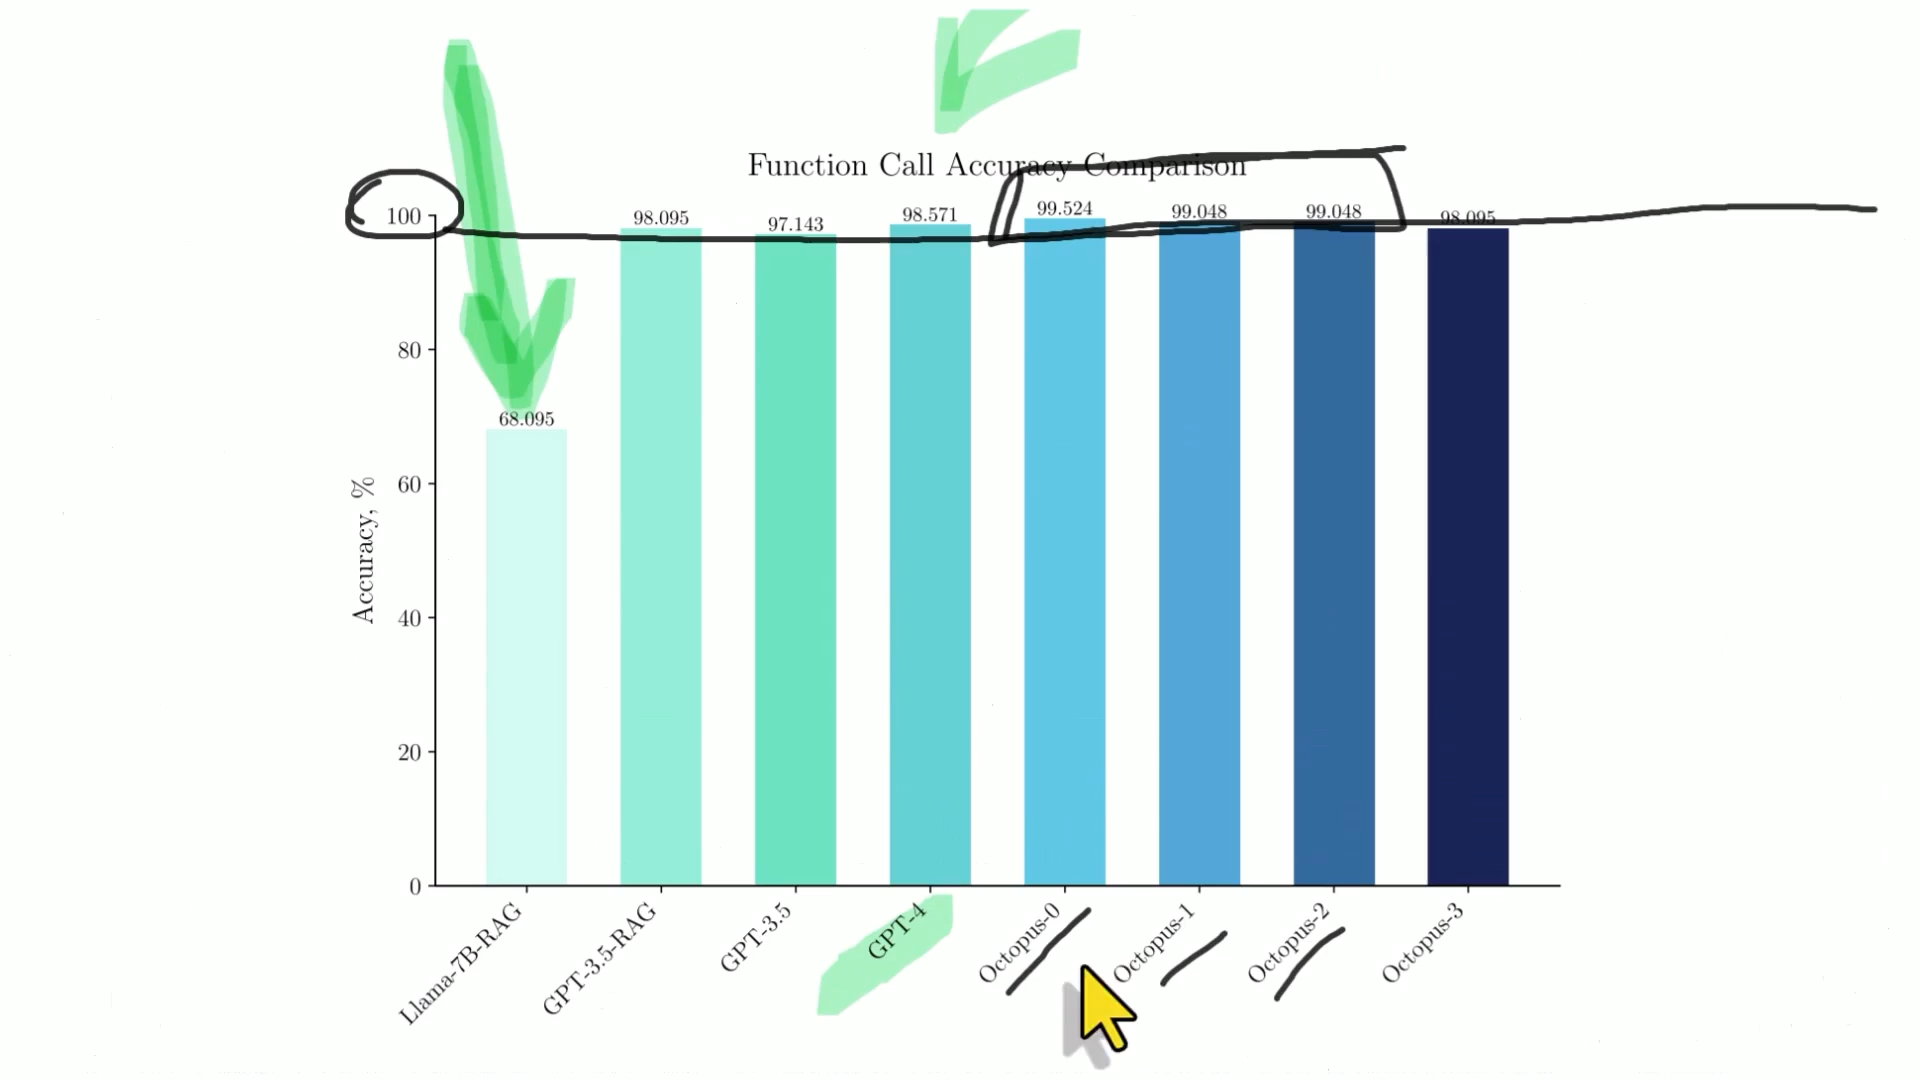 Function Call Accuracy Comparison
100
80
60
40
20
0
Accuracy, %
68.095
98.095
97.143
98.571
99.524
99.048
99.048
98.095
Llama-7B-RAG
GPT-3.5-RAG
GPT-3.5
GPT-4
Octopus-0
Octopus-1
Octopus-2
Octopus-3